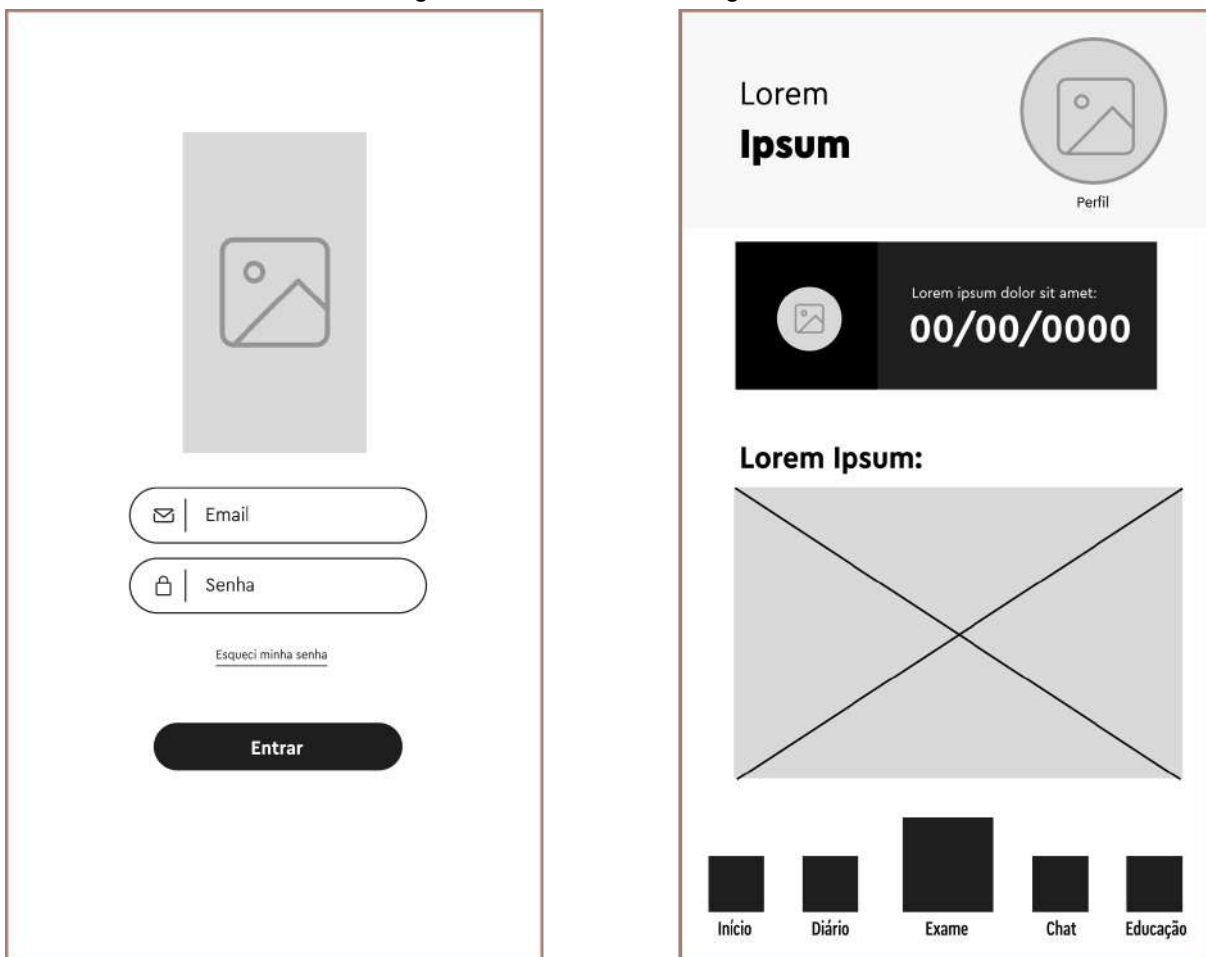 Email
Senha
Esqueci minha senha
Entrar
Lorem
Ipsum
Perfil
Lorem ipsum dolor sit amet:
00/00/0000
Lorem Ipsum:
Início
Diário
Exame
Chat
Educação